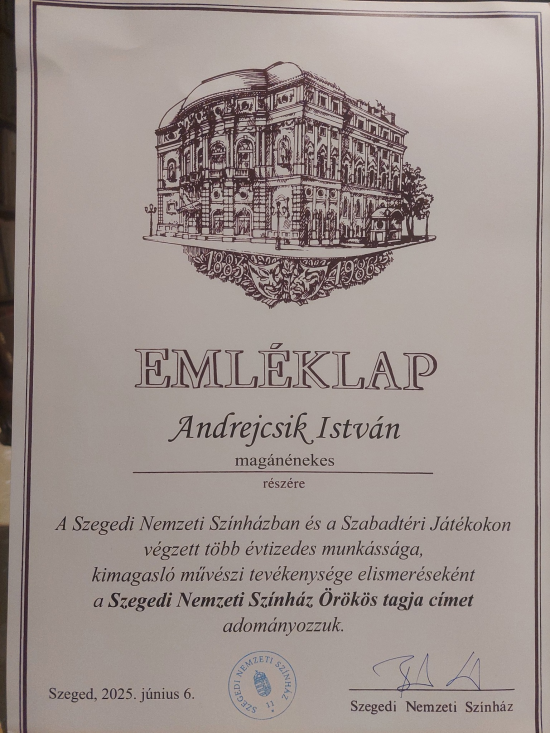 1883 1986
EMLÉKLAP
Andrejcsik István
magánénekes
részére
A Szegedi Nemzeti Színházban és a Szabadtéri Játékokon
végzett több évtizedes munkássága,
kimagasló művészi tevékenysége elismeréseként
a Szegedi Nemzeti Színház Örökös tagja címet
adományozzuk.
Szeged, 2025. június 6.
SZEGEDI NEMZETI SZÍNHÁZ
11
Szegedi Nemzeti Színház